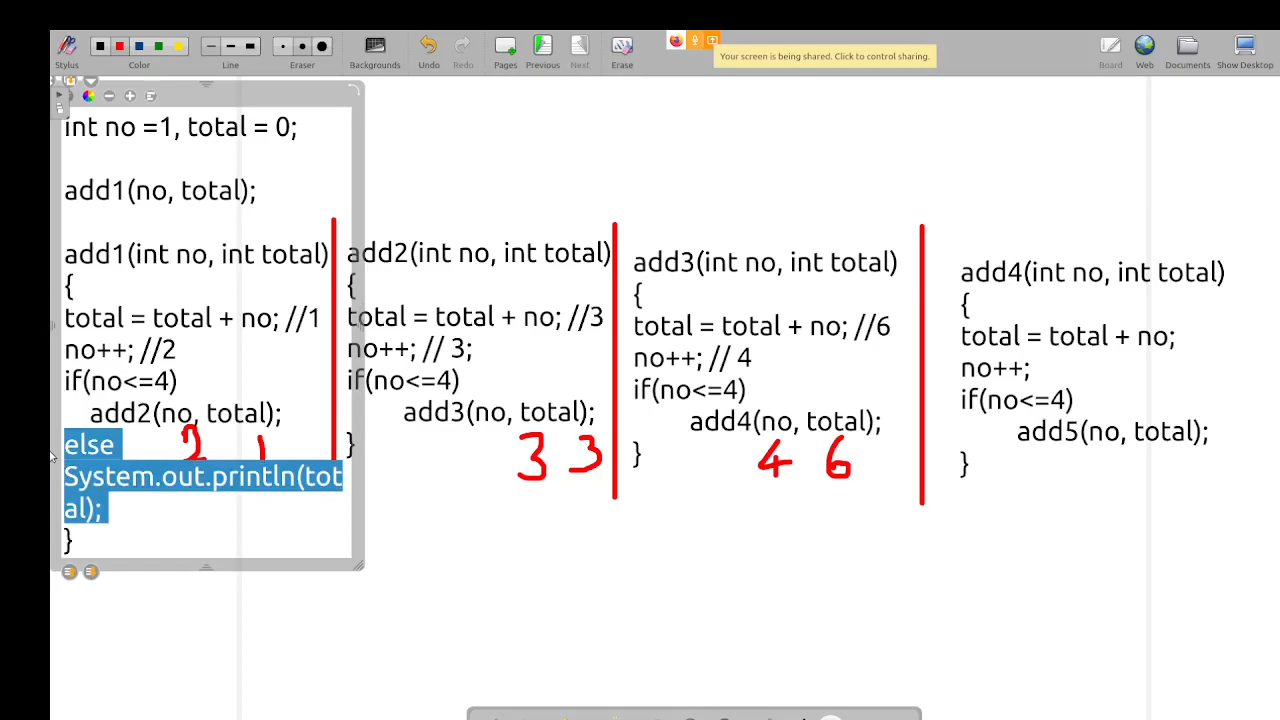 Your screen is being shared. Click to control sharing.
Stylus
Color
Line
Eraser
Backgrounds
Undo
Redo
Pages
Previous
Next
Erase
Board
Web
Documents
Show Desktop
int no =1, total = 0;
add1(no, total);
add1(int no, int total)
{
total = total + no; //1
no++; //2
if(no<=4)
add2(no, total);
else
System.out.println(tot
al);
}
2 1
add2(int no, int total)
{
total = total + no; //3
no++; // 3;
if(no<=4)
add3(no, total);
}
3 3
add3(int no, int total)
{
total = total + no; //6
no++; // 4
if(no<=4)
add4(no, total);
}
4 6
add4(int no, int total)
{
total = total + no;
no++;
if(no<=4)
add5(no, total);
}